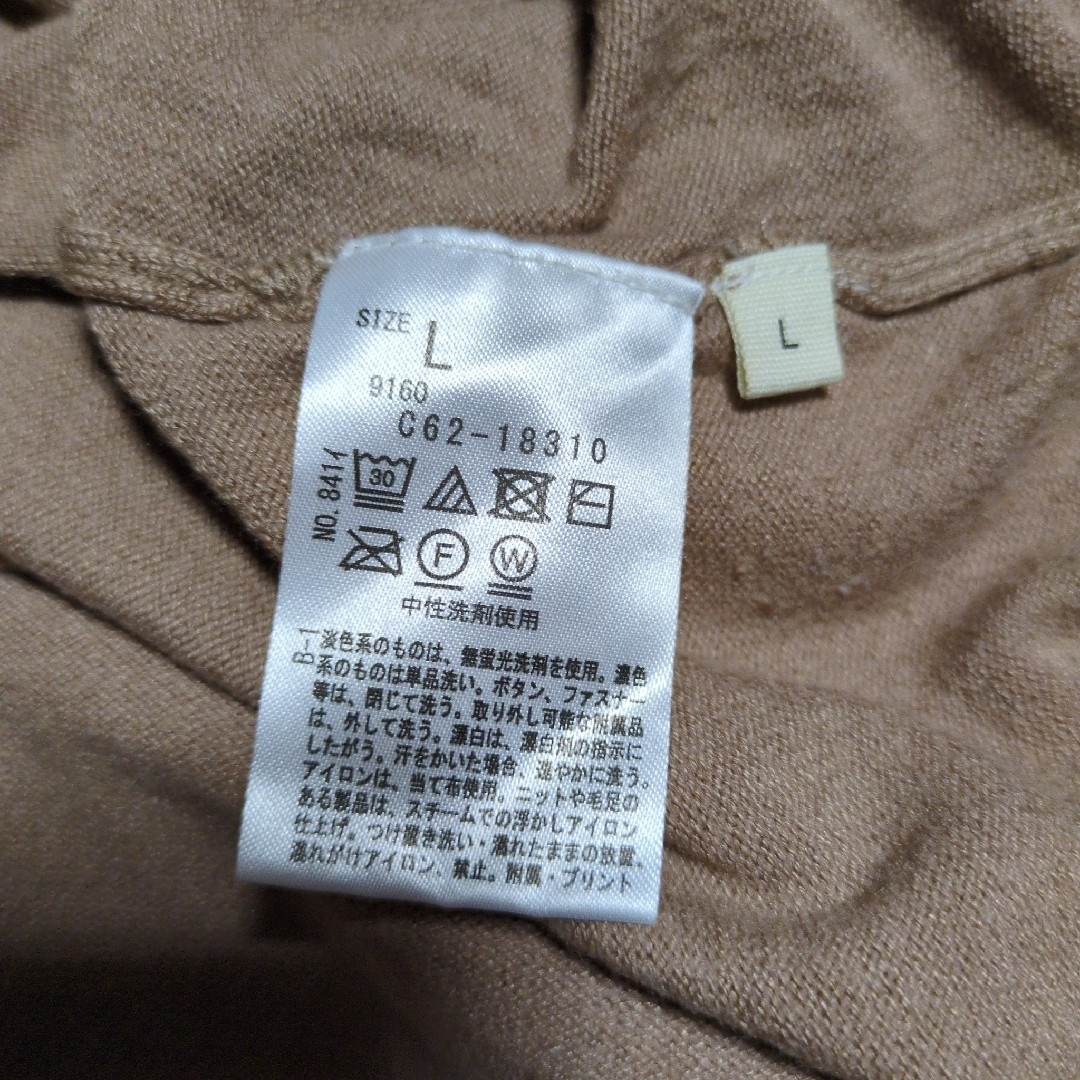 SIZE L
9160
C62-18310
NO.841イ
30
F W
中性洗剤使用
B-1
淡色系のものは、無蛍光洗剤を使用。濃色
系のものは単品洗い。ボタン、ファスナー
等は、閉じて洗う。取り外し可能な附属品
は、外して洗う。漂白は、漂白剤の指示に
したがう。汗をかいた場合、速やかに洗う。
アイロンは、当て布使用。ニットや毛足の
ある製品は、スチームでの浮かしアイロン
仕上げ。つけ置き洗い・濡れたままの放置、
濡れがけアイロン、禁止。附属・プリント
L